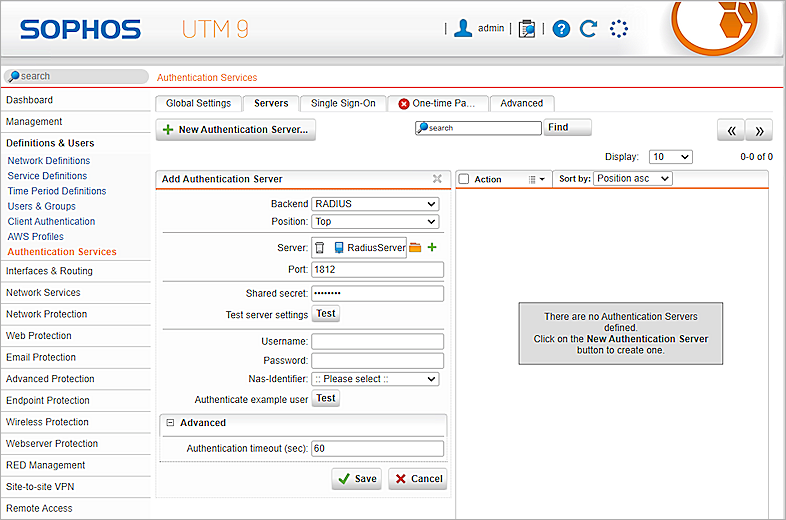 SOPHOS UTM 9
admin
search
Authentication Services
Dashboard
Management
Definitions & Users
Network Definitions
Service Definitions
Time Period Definitions
Users & Groups
Client Authentication
AWS Profiles
Authentication Services
Interfaces & Routing
Network Services
Network Protection
Web Protection
Email Protection
Advanced Protection
Endpoint Protection
Wireless Protection
Webserver Protection
RED Management
Site-to-site VPN
Remote Access
Global Settings Servers Single Sign-On One-time Pa... Advanced
New Authentication Server... search Find « »
Display: 10 0-0 of 0
Add Authentication Server
Backend RADIUS
Position: Top
Server: RadiusServer
Port: 1812
Shared secret: ••••••••
Test server settings Test
Username:
Password:
Nas-Identifier: :: Please select ::
Authenticate example user Test
Advanced
Authentication timeout (sec): 60
Save Cancel
Action Sort by: Position asc
There are no Authentication Servers
defined.
Click on the New Authentication Server
button to create one.